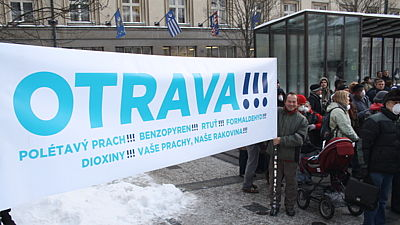 OTRAVA!!!
POLÉTAVÝ PRACH!!! BENZOPYREN!!! RTUŤ!!! FORMALDEHYD!!!
DIOXINY!!! VAŠE PRACHY, NAŠE RAKOVINA!!!